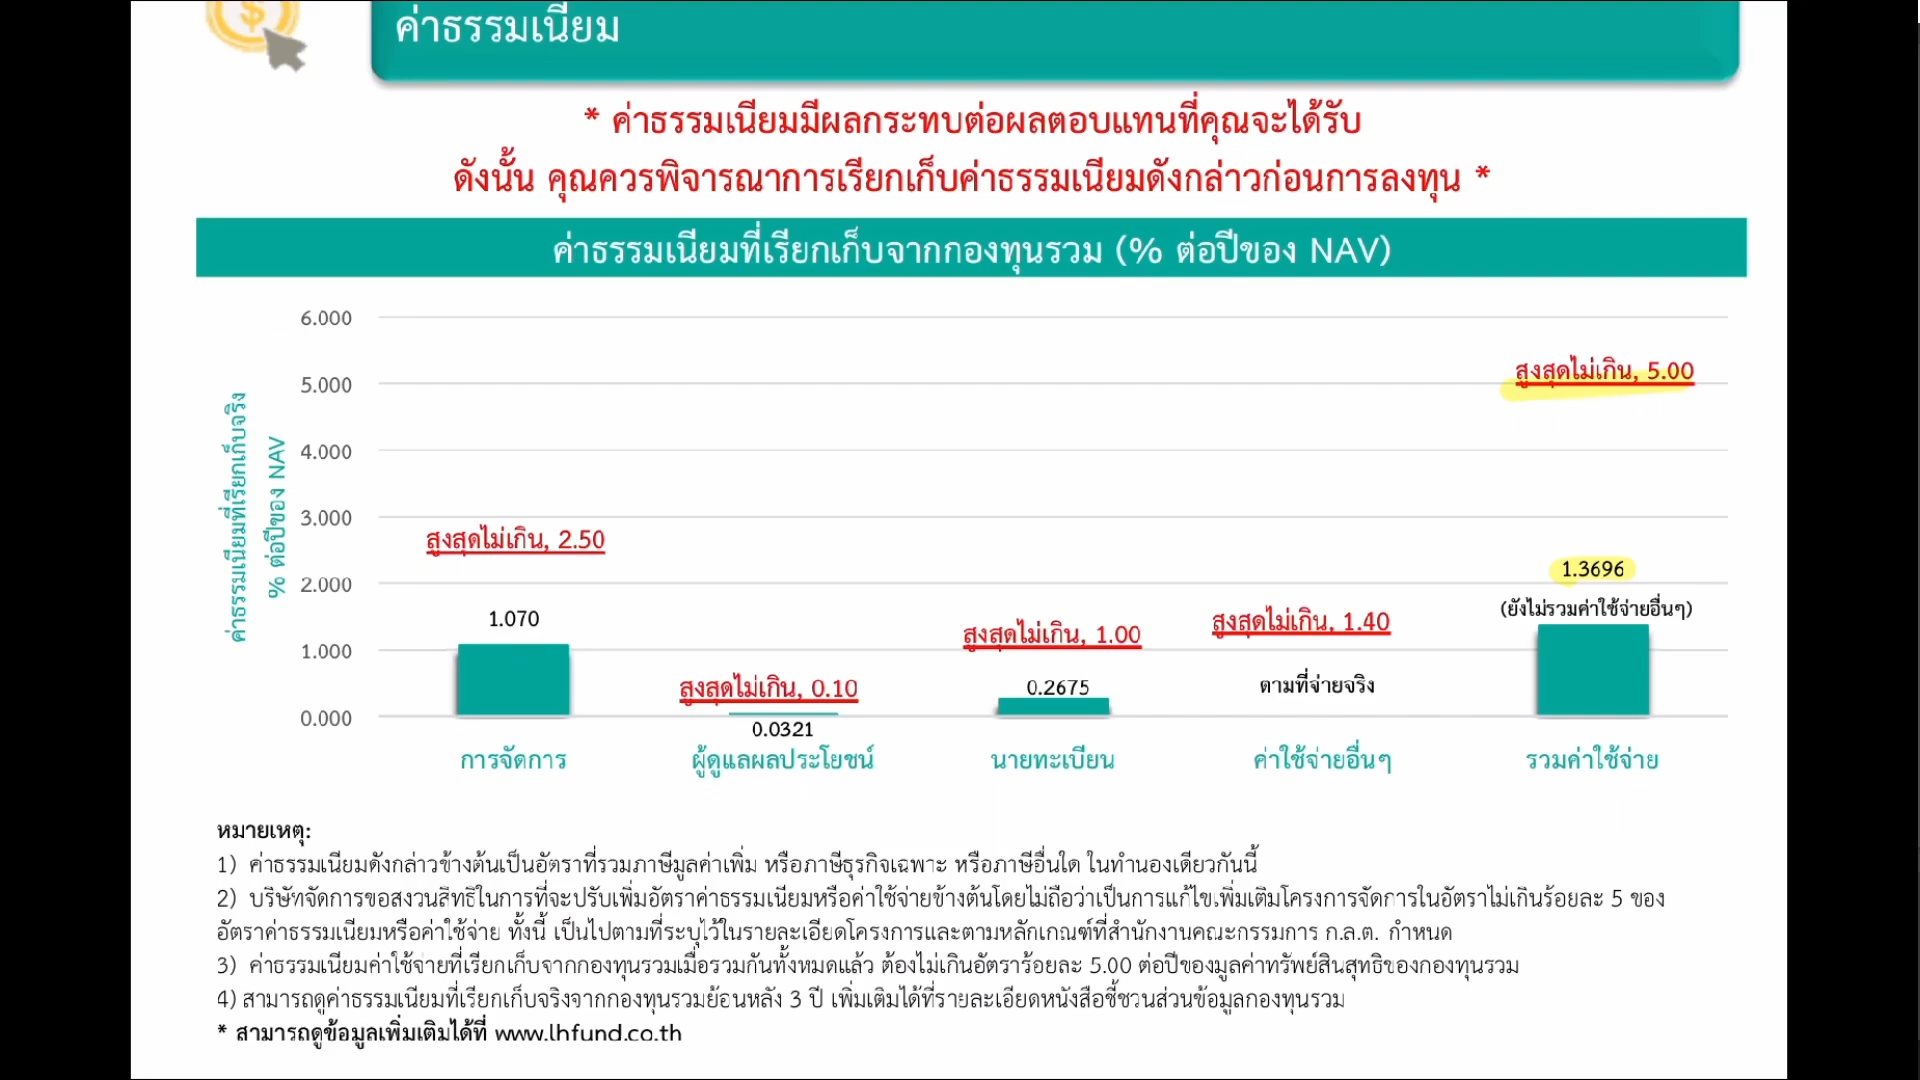 ค่าธรรมเนียม
* ค่าธรรมเนียมมีผลกระทบต่อผลตอบแทนที่คุณจะได้รับ
ดังนั้น คุณควรพิจารณาการเรียกเก็บค่าธรรมเนียมดังกล่าวก่อนการลงทุน *
ค่าธรรมเนียมที่เรียกเก็บจากกองทุนรวม (% ต่อปีของ NAV)
ค่าธรรมเนียมที่เรียกเก็บจริง
% ต่อปีของ NAV
6.000
5.000
4.000
3.000
2.000
1.000
0.000
สูงสุดไม่เกิน, 2.50
1.070
การจัดการ
สูงสุดไม่เกิน, 0.10
0.0321
ผู้ดูแลผลประโยชน์
สูงสุดไม่เกิน, 1.00
0.2675
นายทะเบียน
สูงสุดไม่เกิน, 1.40
ตามที่จ่ายจริง
ค่าใช้จ่ายอื่นๆ
สูงสุดไม่เกิน, 5.00
1.3696
(ยังไม่รวมค่าใช้จ่ายอื่นๆ)
รวมค่าใช้จ่าย
หมายเหตุ:
1) ค่าธรรมเนียมดังกล่าวข้างต้นเป็นอัตราที่รวมภาษีมูลค่าเพิ่ม หรือภาษีธุรกิจเฉพาะ หรือภาษีอื่นใด ในทำนองเดียวกันนี้
2) บริษัทจัดการขอสงวนสิทธิในการที่จะปรับเพิ่มอัตราค่าธรรมเนียมหรือค่าใช้จ่ายข้างต้นโดยไม่ถือว่าเป็นการแก้ไขเพิ่มเติมโครงการจัดการในอัตราไม่เกินร้อยละ 5 ของ
อัตราค่าธรรมเนียมหรือค่าใช้จ่าย ทั้งนี้ เป็นไปตามที่ระบุไว้ในรายละเอียดโครงการและตามหลักเกณฑ์ที่สำนักงานคณะกรรมการ ก.ล.ต. กำหนด
3) ค่าธรรมเนียมค่าใช้จ่ายที่เรียกเก็บจากกองทุนรวมเมื่อรวมกันทั้งหมดแล้ว ต้องไม่เกินอัตราร้อยละ 5.00 ต่อปีของมูลค่าทรัพย์สินสุทธิของกองทุนรวม
4) สามารถดูค่าธรรมเนียมที่เรียกเก็บจริงจากกองทุนรวมย้อนหลัง 3 ปี เพิ่มเติมได้ที่รายละเอียดหนังสือชี้ชวนส่วนข้อมูลกองทุนรวม
* สามารถดูข้อมูลเพิ่มเติมได้ที่ www.lhfund.co.th